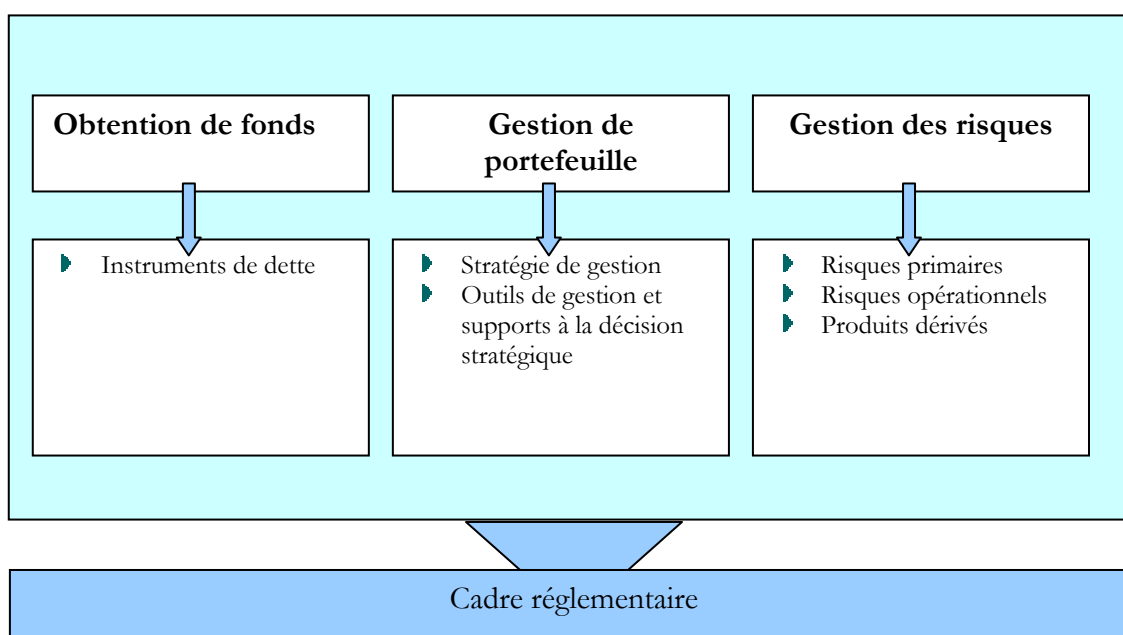 Obtention de fonds
Instruments de dette
Gestion de
portefeuille
Stratégie de gestion
Outils de gestion et
supports à la décision
stratégique
Gestion des risques
Risques primaires
Risques opérationnels
Produits dérivés
Cadre réglementaire